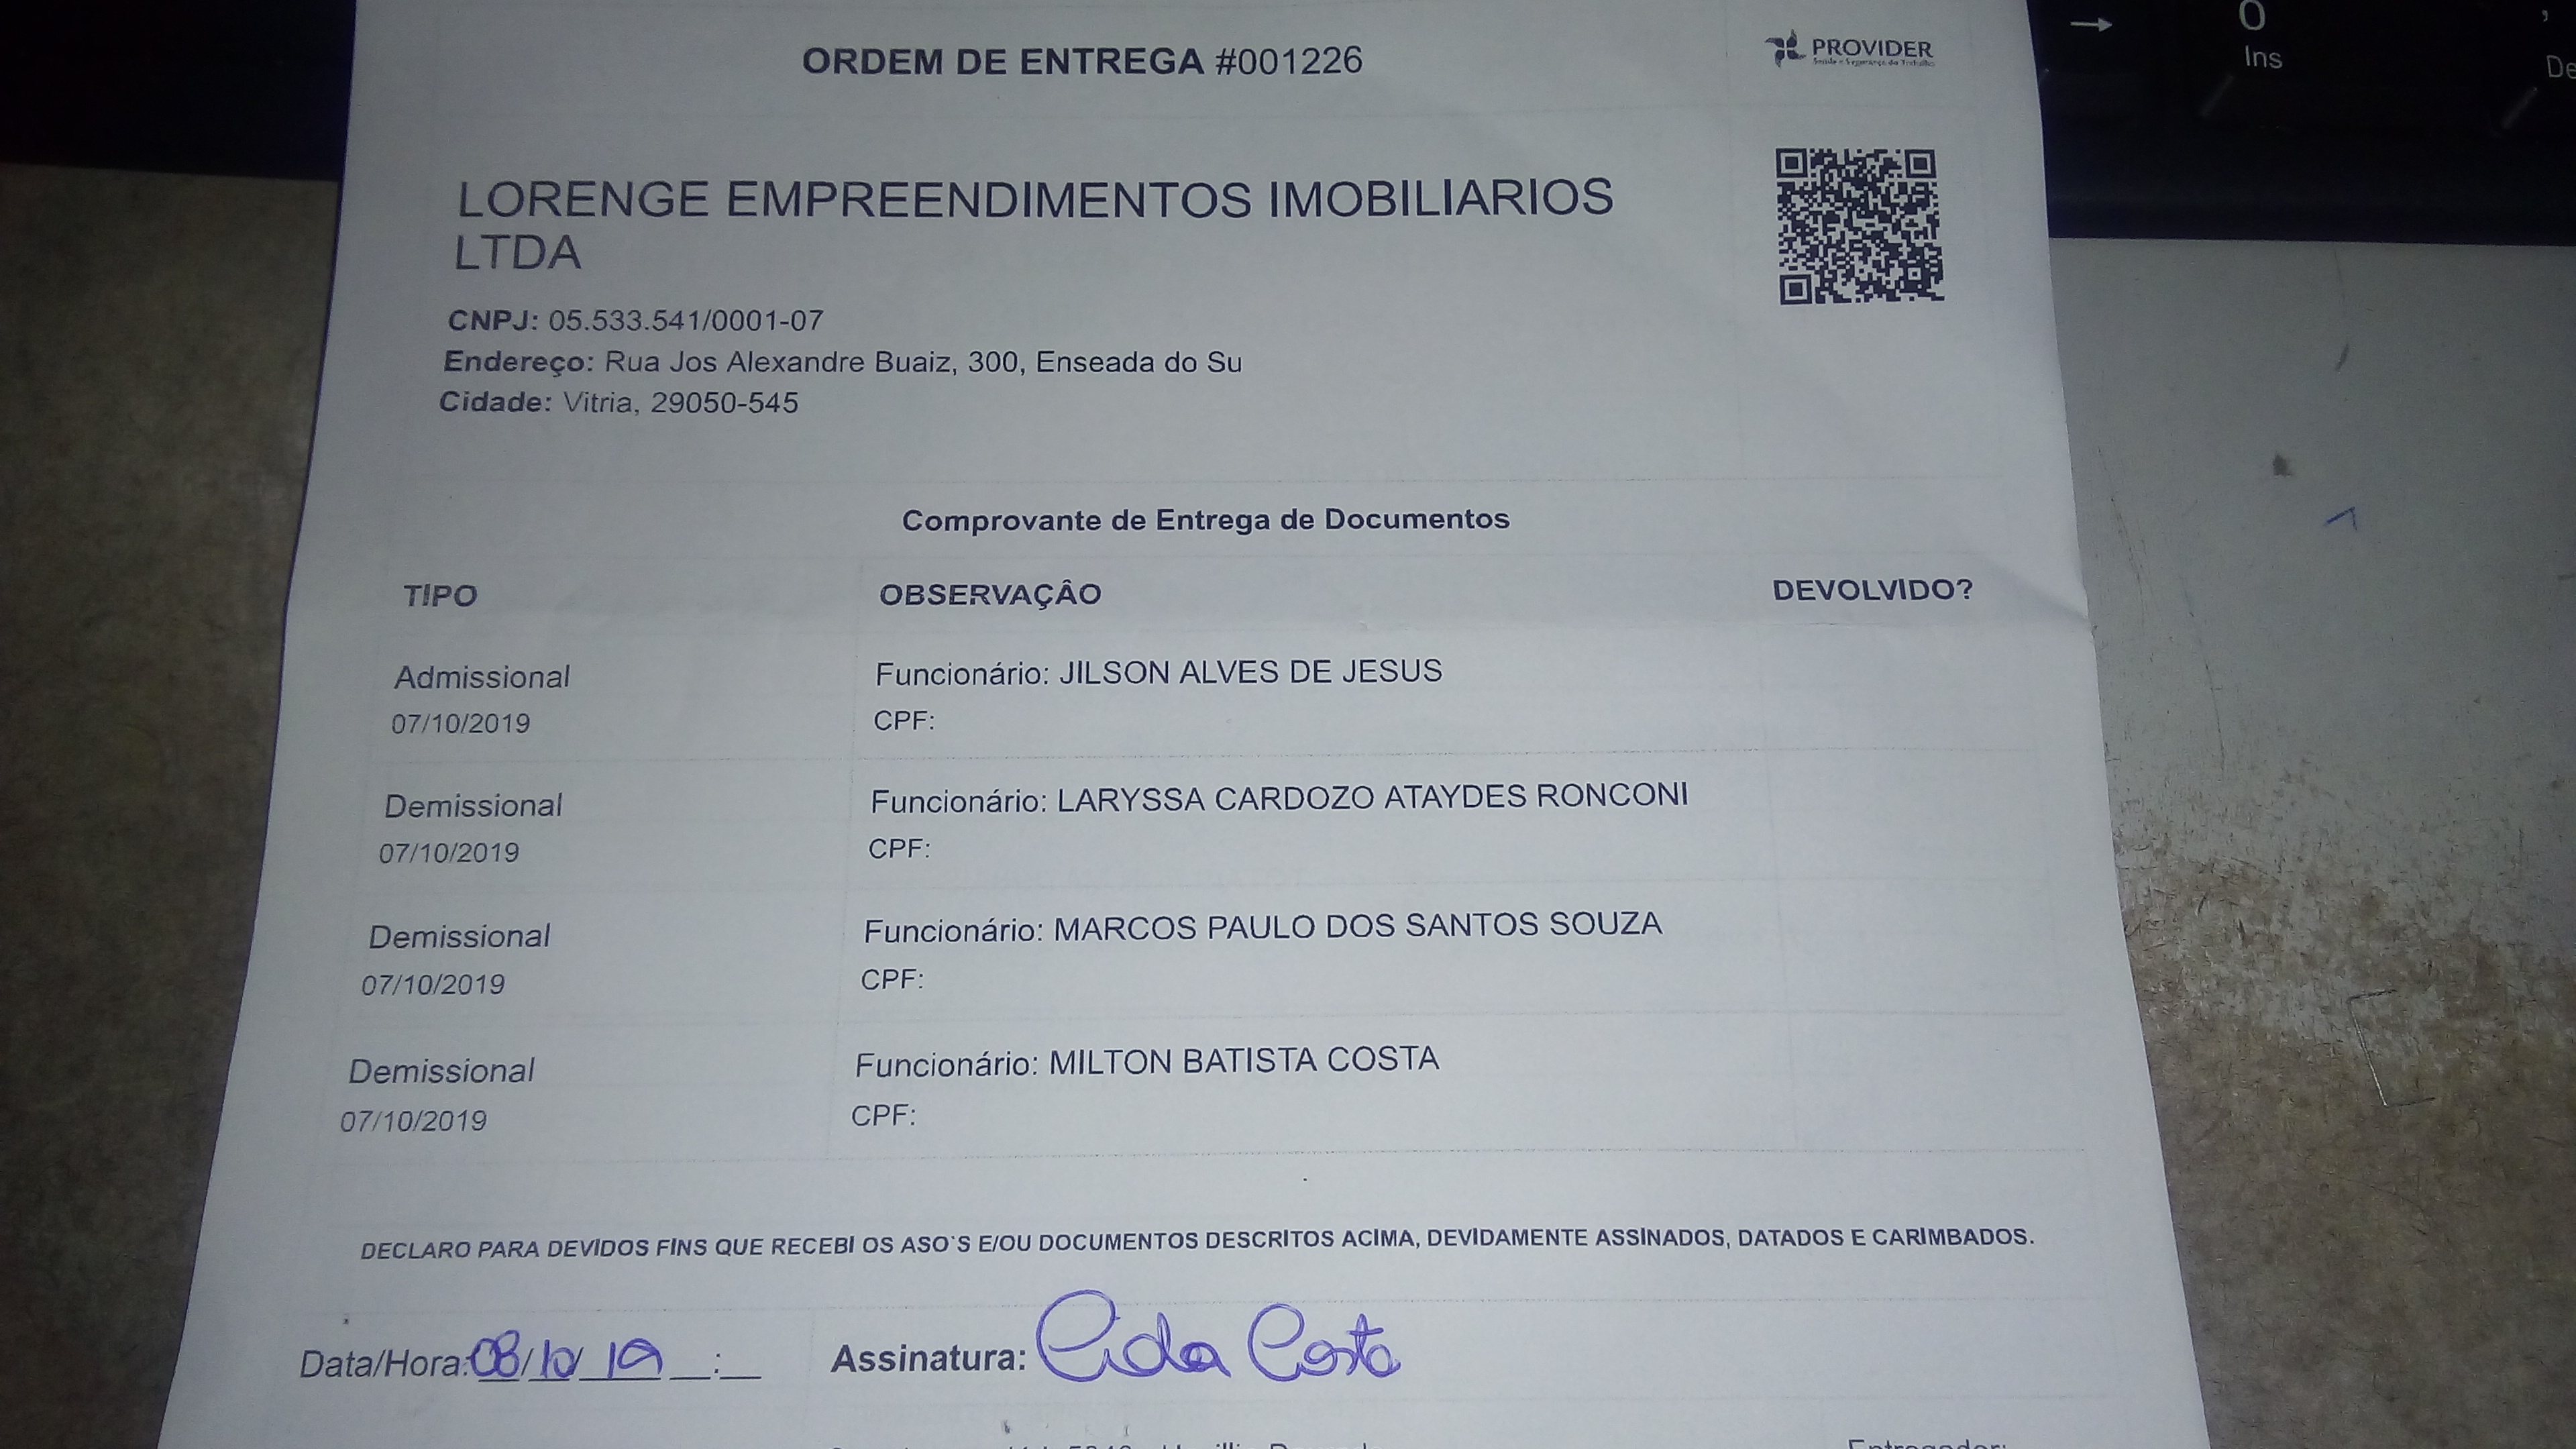 →
0
Ins
De
ORDEM DE ENTREGA #001226
PROVIDER
Saúde e Segurança do Trabalho
LORENGE EMPREENDIMENTOS IMOBILIARIOS
LTDA
CNPJ: 05.533.541/0001-07
Endereço: Rua Jos Alexandre Buaiz, 300, Enseada do Su
Cidade: Vitria, 29050-545
Comprovante de Entrega de Documentos
TIPO OBSERVAÇÂO DEVOLVIDO?
Admissional Funcionário: JILSON ALVES DE JESUS
07/10/2019 CPF:
Demissional Funcionário: LARYSSA CARDOZO ATAYDES RONCONI
07/10/2019 CPF:
Demissional Funcionário: MARCOS PAULO DOS SANTOS SOUZA
07/10/2019 CPF:
Demissional Funcionário: MILTON BATISTA COSTA
07/10/2019 CPF:
DECLARO PARA DEVIDOS FINS QUE RECEBI OS ASO`S E/OU DOCUMENTOS DESCRITOS ACIMA, DEVIDAMENTE ASSINADOS, DATADOS E CARIMBADOS.
Data/Hora: 08/10/19 __:__ Assinatura: Cida Costa
Entregador: